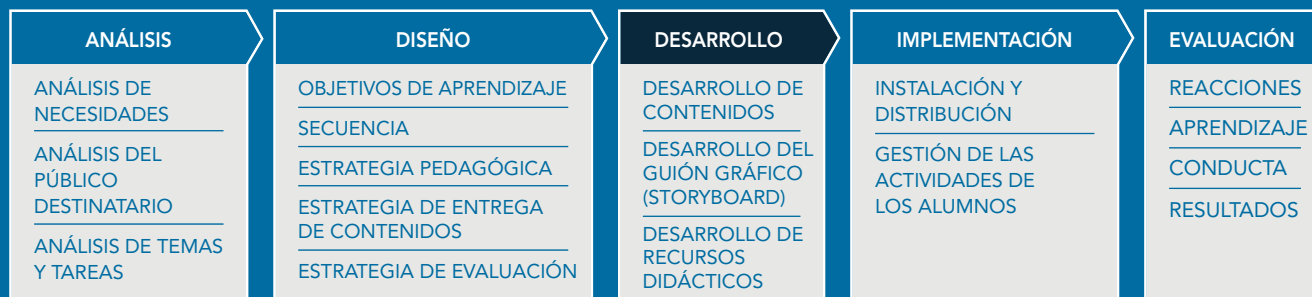 ANÁLISIS
ANÁLISIS DE
NECESIDADES
ANÁLISIS DEL
PÚBLICO
DESTINATARIO
ANÁLISIS DE TEMAS
Y TAREAS
DISEÑO
OBJETIVOS DE APRENDIZAJE
SECUENCIA
ESTRATEGIA PEDAGÓGICA
ESTRATEGIA DE ENTREGA
DE CONTENIDOS
ESTRATEGIA DE EVALUACIÓN
DESARROLLO
DESARROLLO DE
CONTENIDOS
DESARROLLO DEL
GUIÓN GRÁFICO
(STORYBOARD)
DESARROLLO DE
RECURSOS
DIDÁCTICOS
IMPLEMENTACIÓN
INSTALACIÓN Y
DISTRIBUCIÓN
GESTIÓN DE LAS
ACTIVIDADES DE
LOS ALUMNOS
EVALUACIÓN
REACCIONES
APRENDIZAJE
CONDUCTA
RESULTADOS